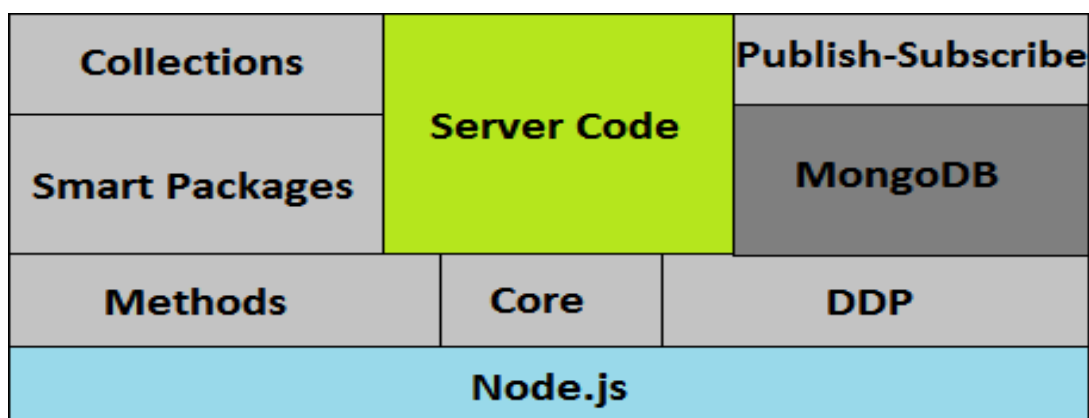 Collections
Server Code
Publish-Subscribe
Smart Packages
MongoDB
Methods
Core
DDP
Node.js